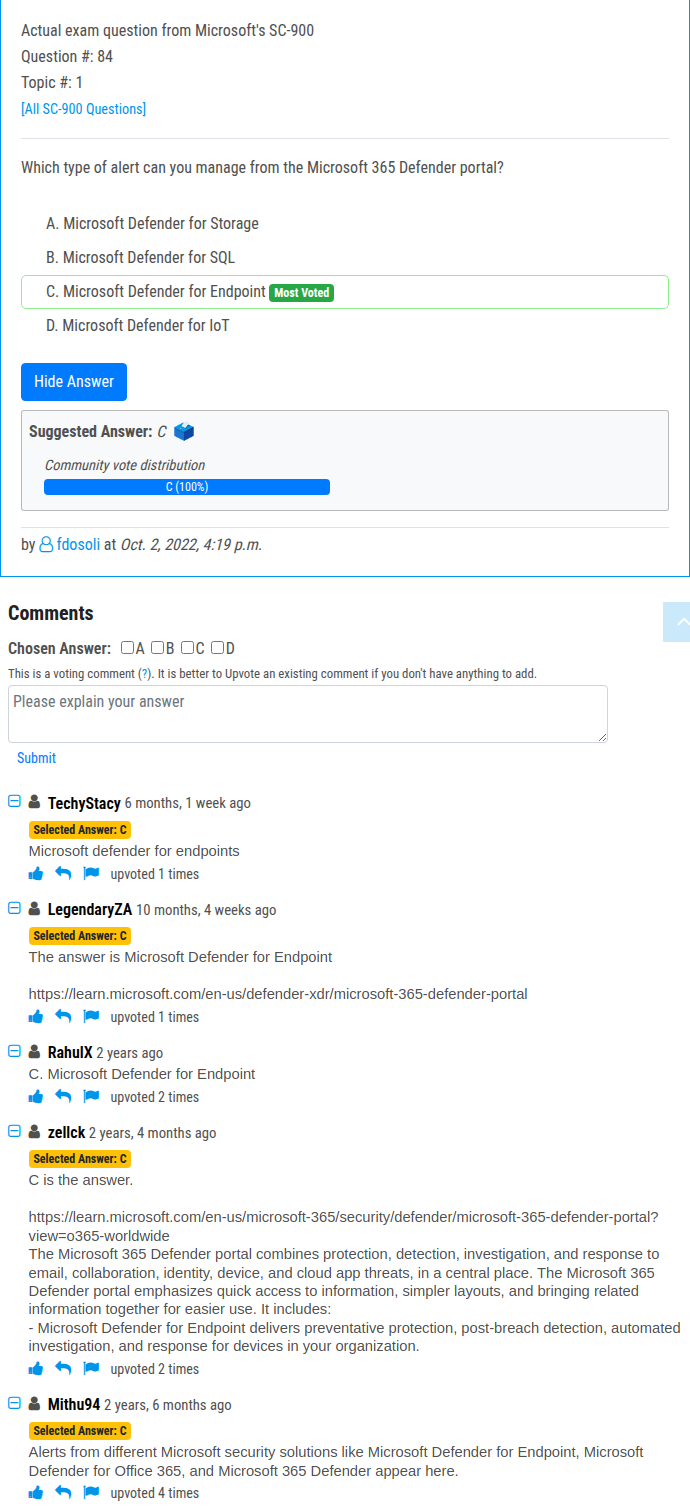 Actual exam question from Microsoft's SC-900
Question #: 84
Topic #: 1
[All SC-900 Questions]
Which type of alert can you manage from the Microsoft 365 Defender portal?
A. Microsoft Defender for Storage
B. Microsoft Defender for SQL
C. Microsoft Defender for Endpoint Most Voted
D. Microsoft Defender for IoT
Hide Answer
Suggested Answer: C
Community vote distribution
C (100%)
by fdosoli at Oct. 2, 2022, 4:19 p.m.
Comments
Chosen Answer: A B C D
This is a voting comment (?). It is better to Upvote an existing comment if you don't have anything to add.
Please explain your answer
Submit
TechyStacy 6 months, 1 week ago
Selected Answer: C
Microsoft defender for endpoints
upvoted 1 times
LegendaryZA 10 months, 4 weeks ago
Selected Answer: C
The answer is Microsoft Defender for Endpoint
https://learn.microsoft.com/en-us/defender-xdr/microsoft-365-defender-portal
upvoted 1 times
RahulX 2 years ago
C. Microsoft Defender for Endpoint
upvoted 2 times
zellck 2 years, 4 months ago
Selected Answer: C
C is the answer.
https://learn.microsoft.com/en-us/microsoft-365/security/defender/microsoft-365-defender-portal?
view=o365-worldwide
The Microsoft 365 Defender portal combines protection, detection, investigation, and response to
email, collaboration, identity, device, and cloud app threats, in a central place. The Microsoft 365
Defender portal emphasizes quick access to information, simpler layouts, and bringing related
information together for easier use. It includes:
- Microsoft Defender for Endpoint delivers preventative protection, post-breach detection, automated
investigation, and response for devices in your organization.
upvoted 2 times
Mithu94 2 years, 6 months ago
Selected Answer: C
Alerts from different Microsoft security solutions like Microsoft Defender for Endpoint, Microsoft
Defender for Office 365, and Microsoft 365 Defender appear here.
upvoted 4 times